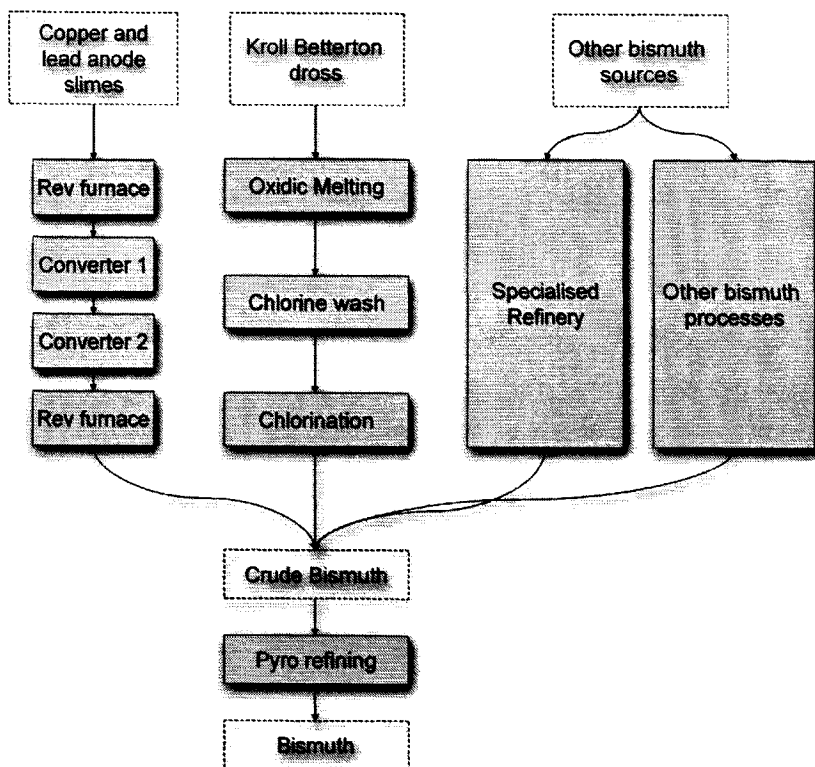 Copper and
lead anode
slimes
Kroll Betterton
dross
Other bismuth
sources
Rev furnace
Oxidic Melting
Converter 1
Chlorine wash
Specialised
Refinery
Other bismuth
processes
Converter 2
Rev furnace
Chlorination
Crude Bismuth
Pyro refining
Bismuth